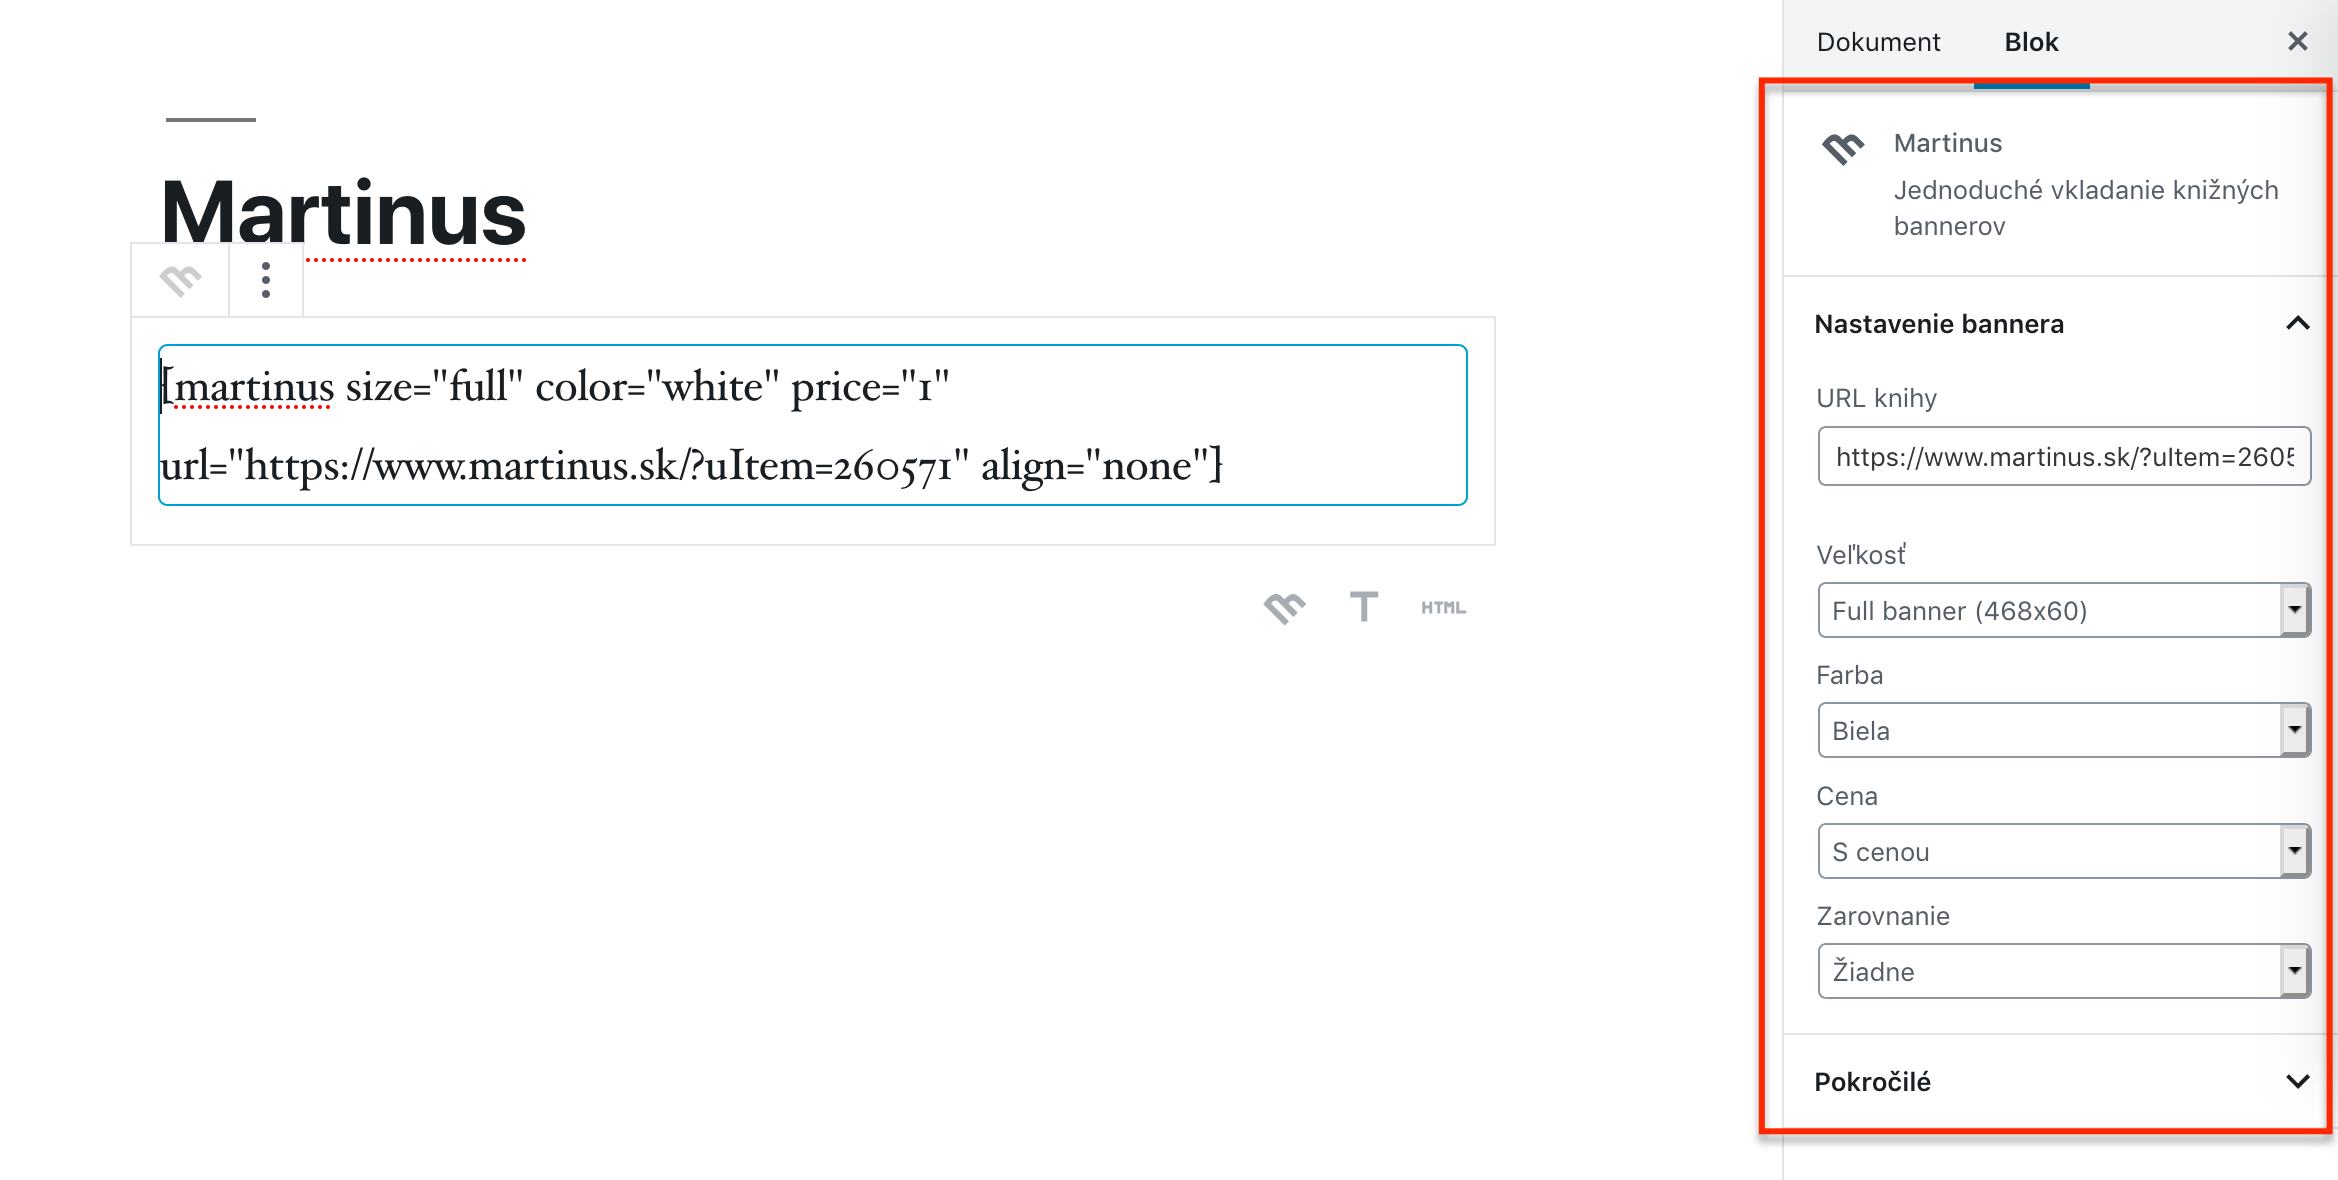 Martinus
[martinus size="full" color="white" price="1"
url="https://www.martinus.sk/?uItem=260571" align="none"]
T
HTML
Dokument
Blok
Martinus
Jednoduché vkladanie knižných
bannerov
Nastavenie bannera
URL knihy
https://www.martinus.sk/?uItem=2605
Veľkosť
Full banner (468x60)
Farba
Biela
Cena
S cenou
Zarovnanie
Žiadne
Pokročilé